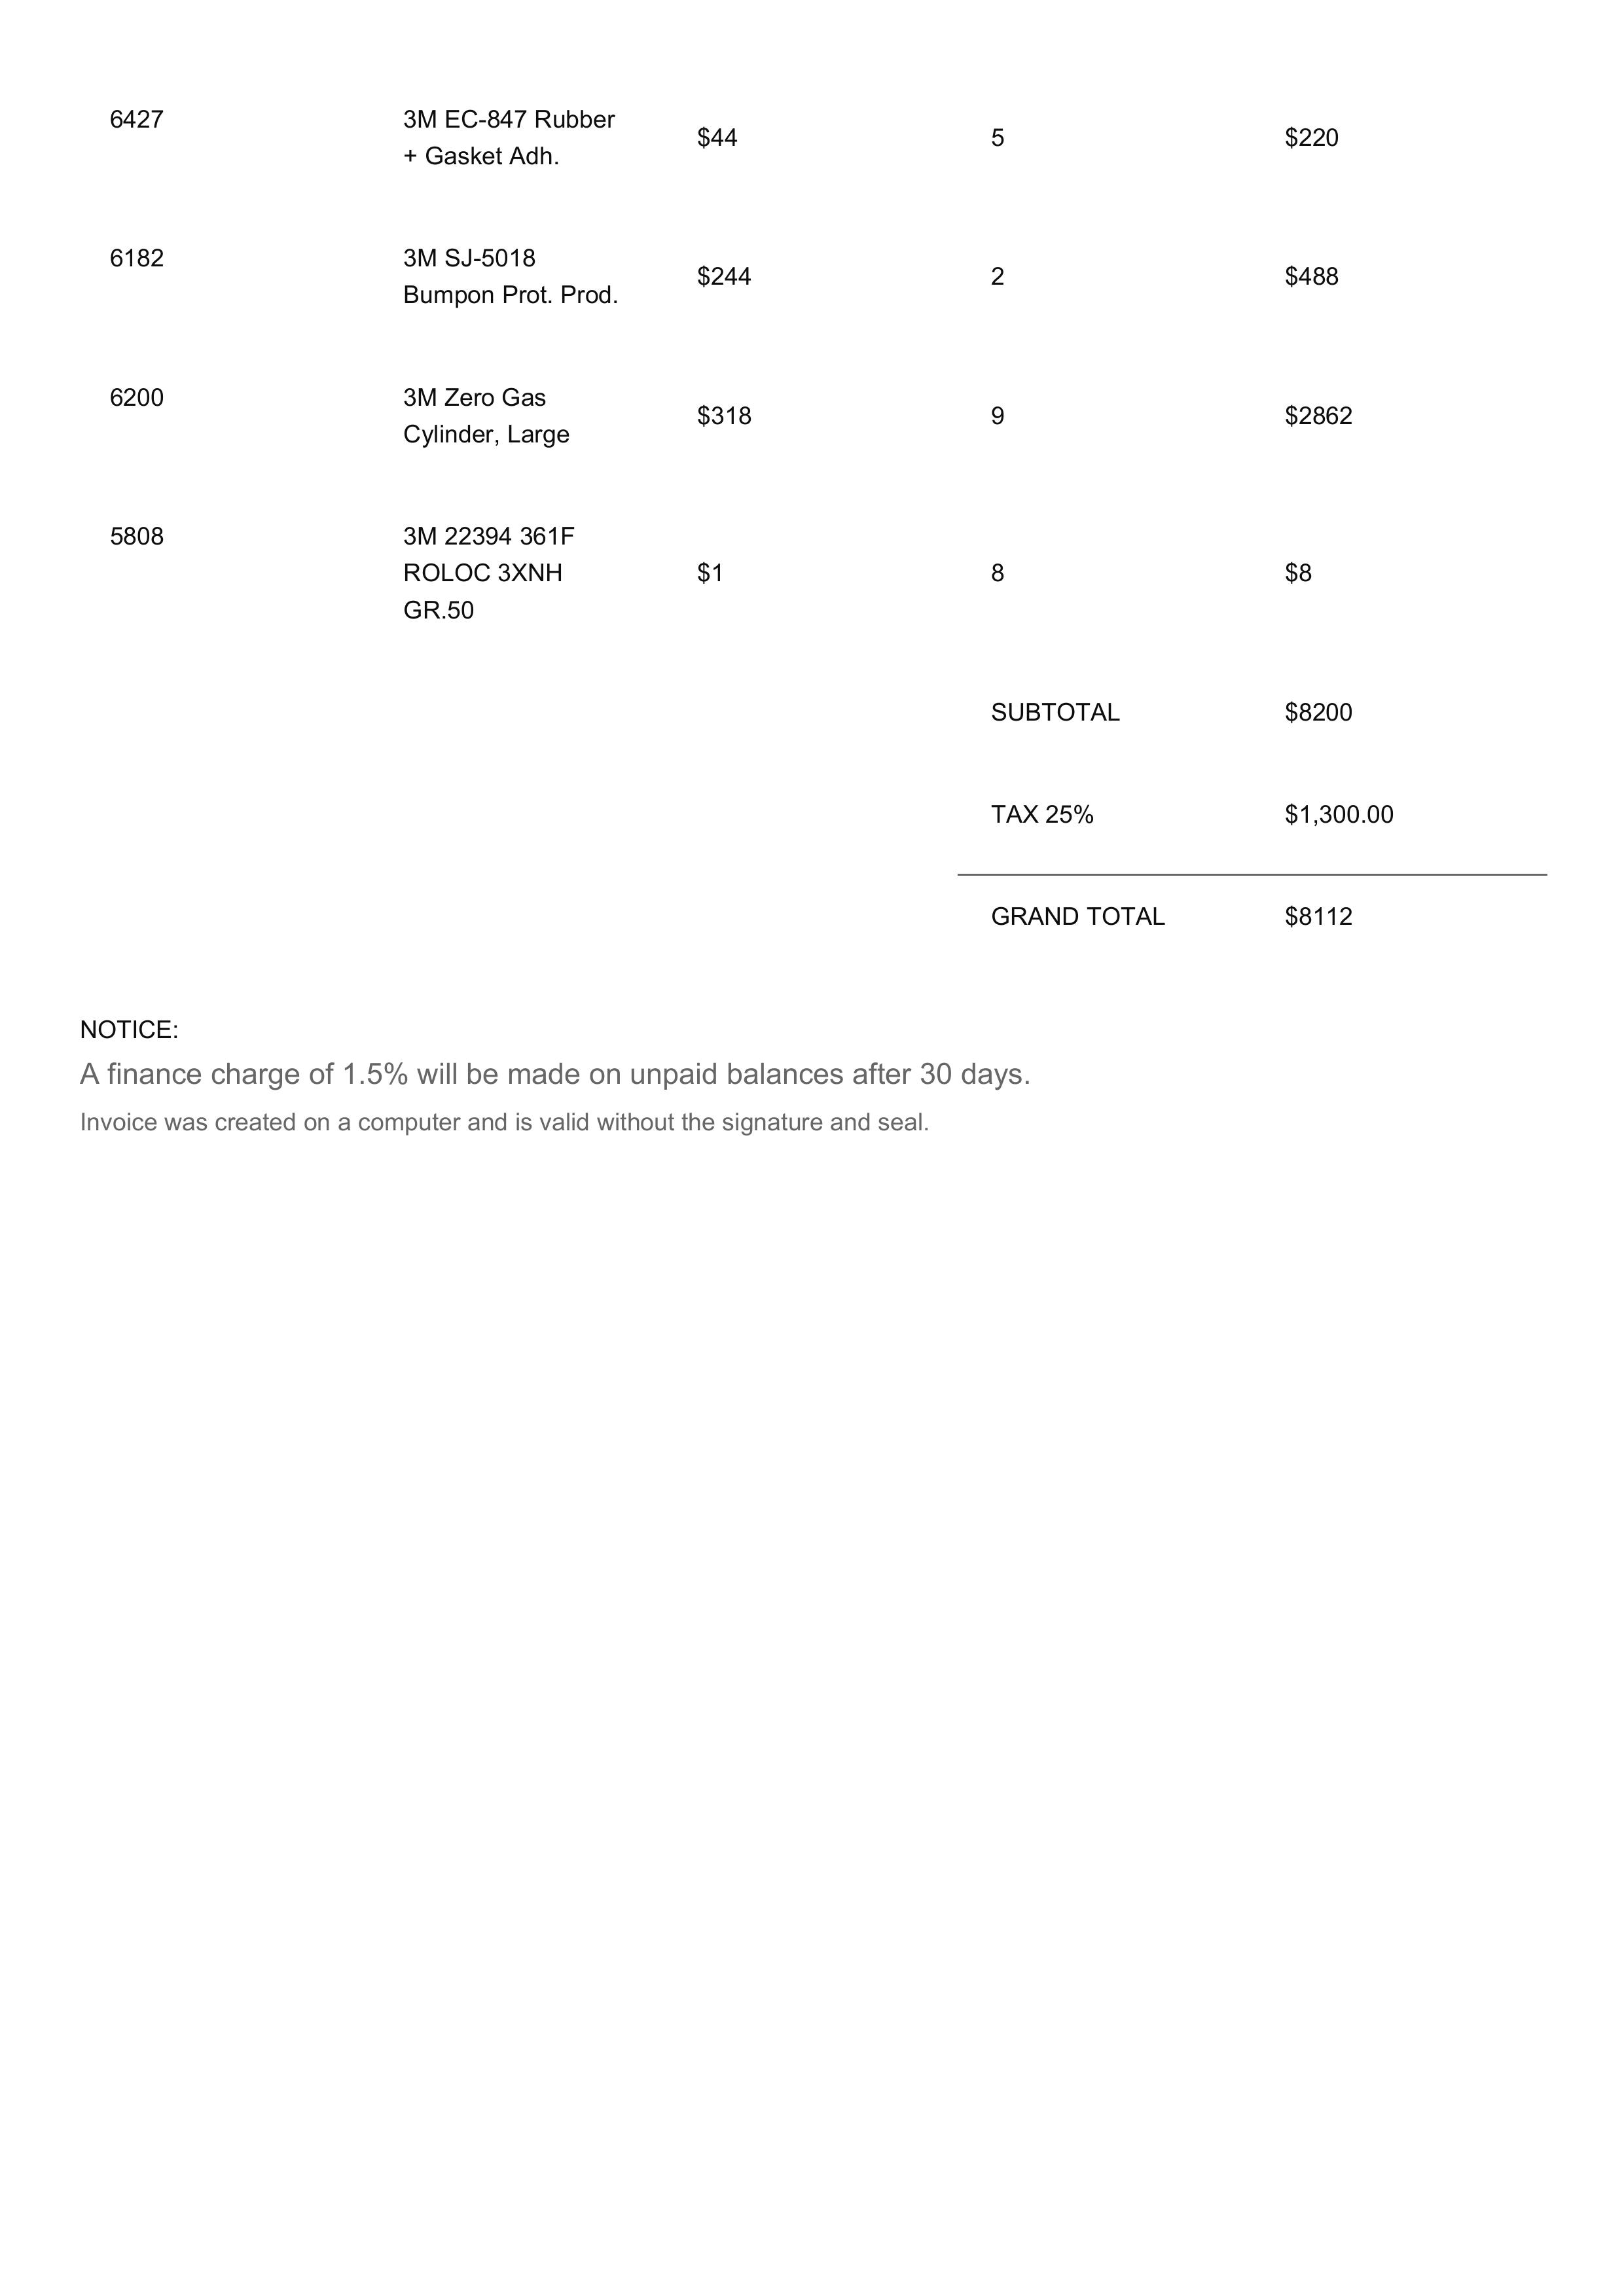 6427 3M EC-847 Rubber
+ Gasket Adh. $44 5 $220
6182 3M SJ-5018
Bumpon Prot. Prod. $244 2 $488
6200 3M Zero Gas
Cylinder, Large $318 9 $2862
5808 3M 22394 361F
ROLOC 3XNH $1 8 $8
GR.50
SUBTOTAL $8200
TAX 25% $1,300.00
GRAND TOTAL $8112
NOTICE:
A finance charge of 1.5% will be made on unpaid balances after 30 days.
Invoice was created on a computer and is valid without the signature and seal.